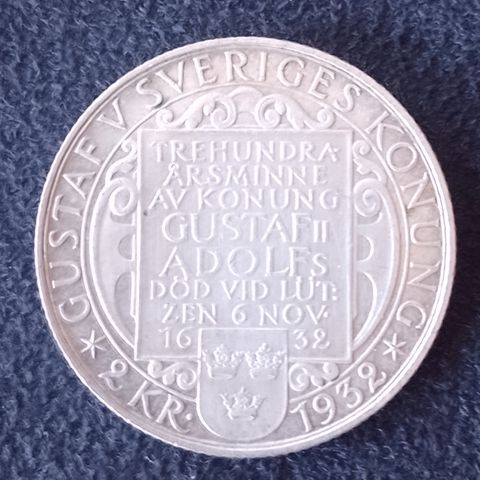 GUSTAF V SVERIGES KONUNG
TREHUNDRA-
ÅRSMINNE
AV KONUNG
GUSTAF II
ADOLFS
DÖD VID LÜT:
ZEN 6 NOV.
16 32
* 2 KR. 1932 *